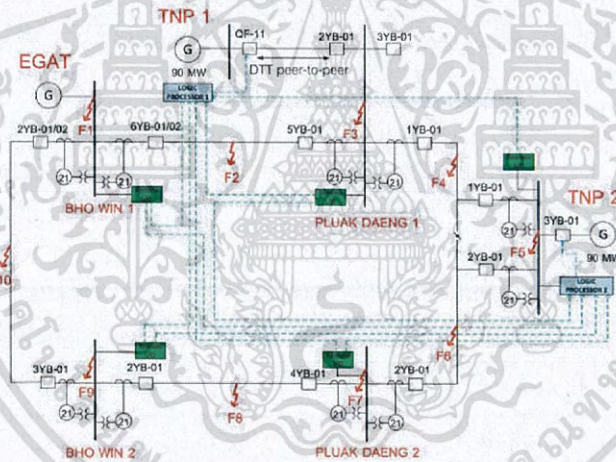 TNP 1
QF-11
2YB-01
3YB-01
G
EGAT
90 MW
DTT peer-to-peer
G
LOGIC
PROCESSOR 1
F1
F3
2YB-01/02
6YB-01/02
5YB-01
1YB-01
F2
F4
21
21
21
21
BHO WIN 1
PLUAK DAENG 1
1YB-01
TNP 2
21
3YB-01
G
F5
90 MW
2YB-01
LOGIC
PROCESSOR 2
21
10
F6
3YB-01
2YB-01
4YB-01
2YB-01
F9
F8
F7
21
21
21
21
BHO WIN 2
PLUAK DAENG 2